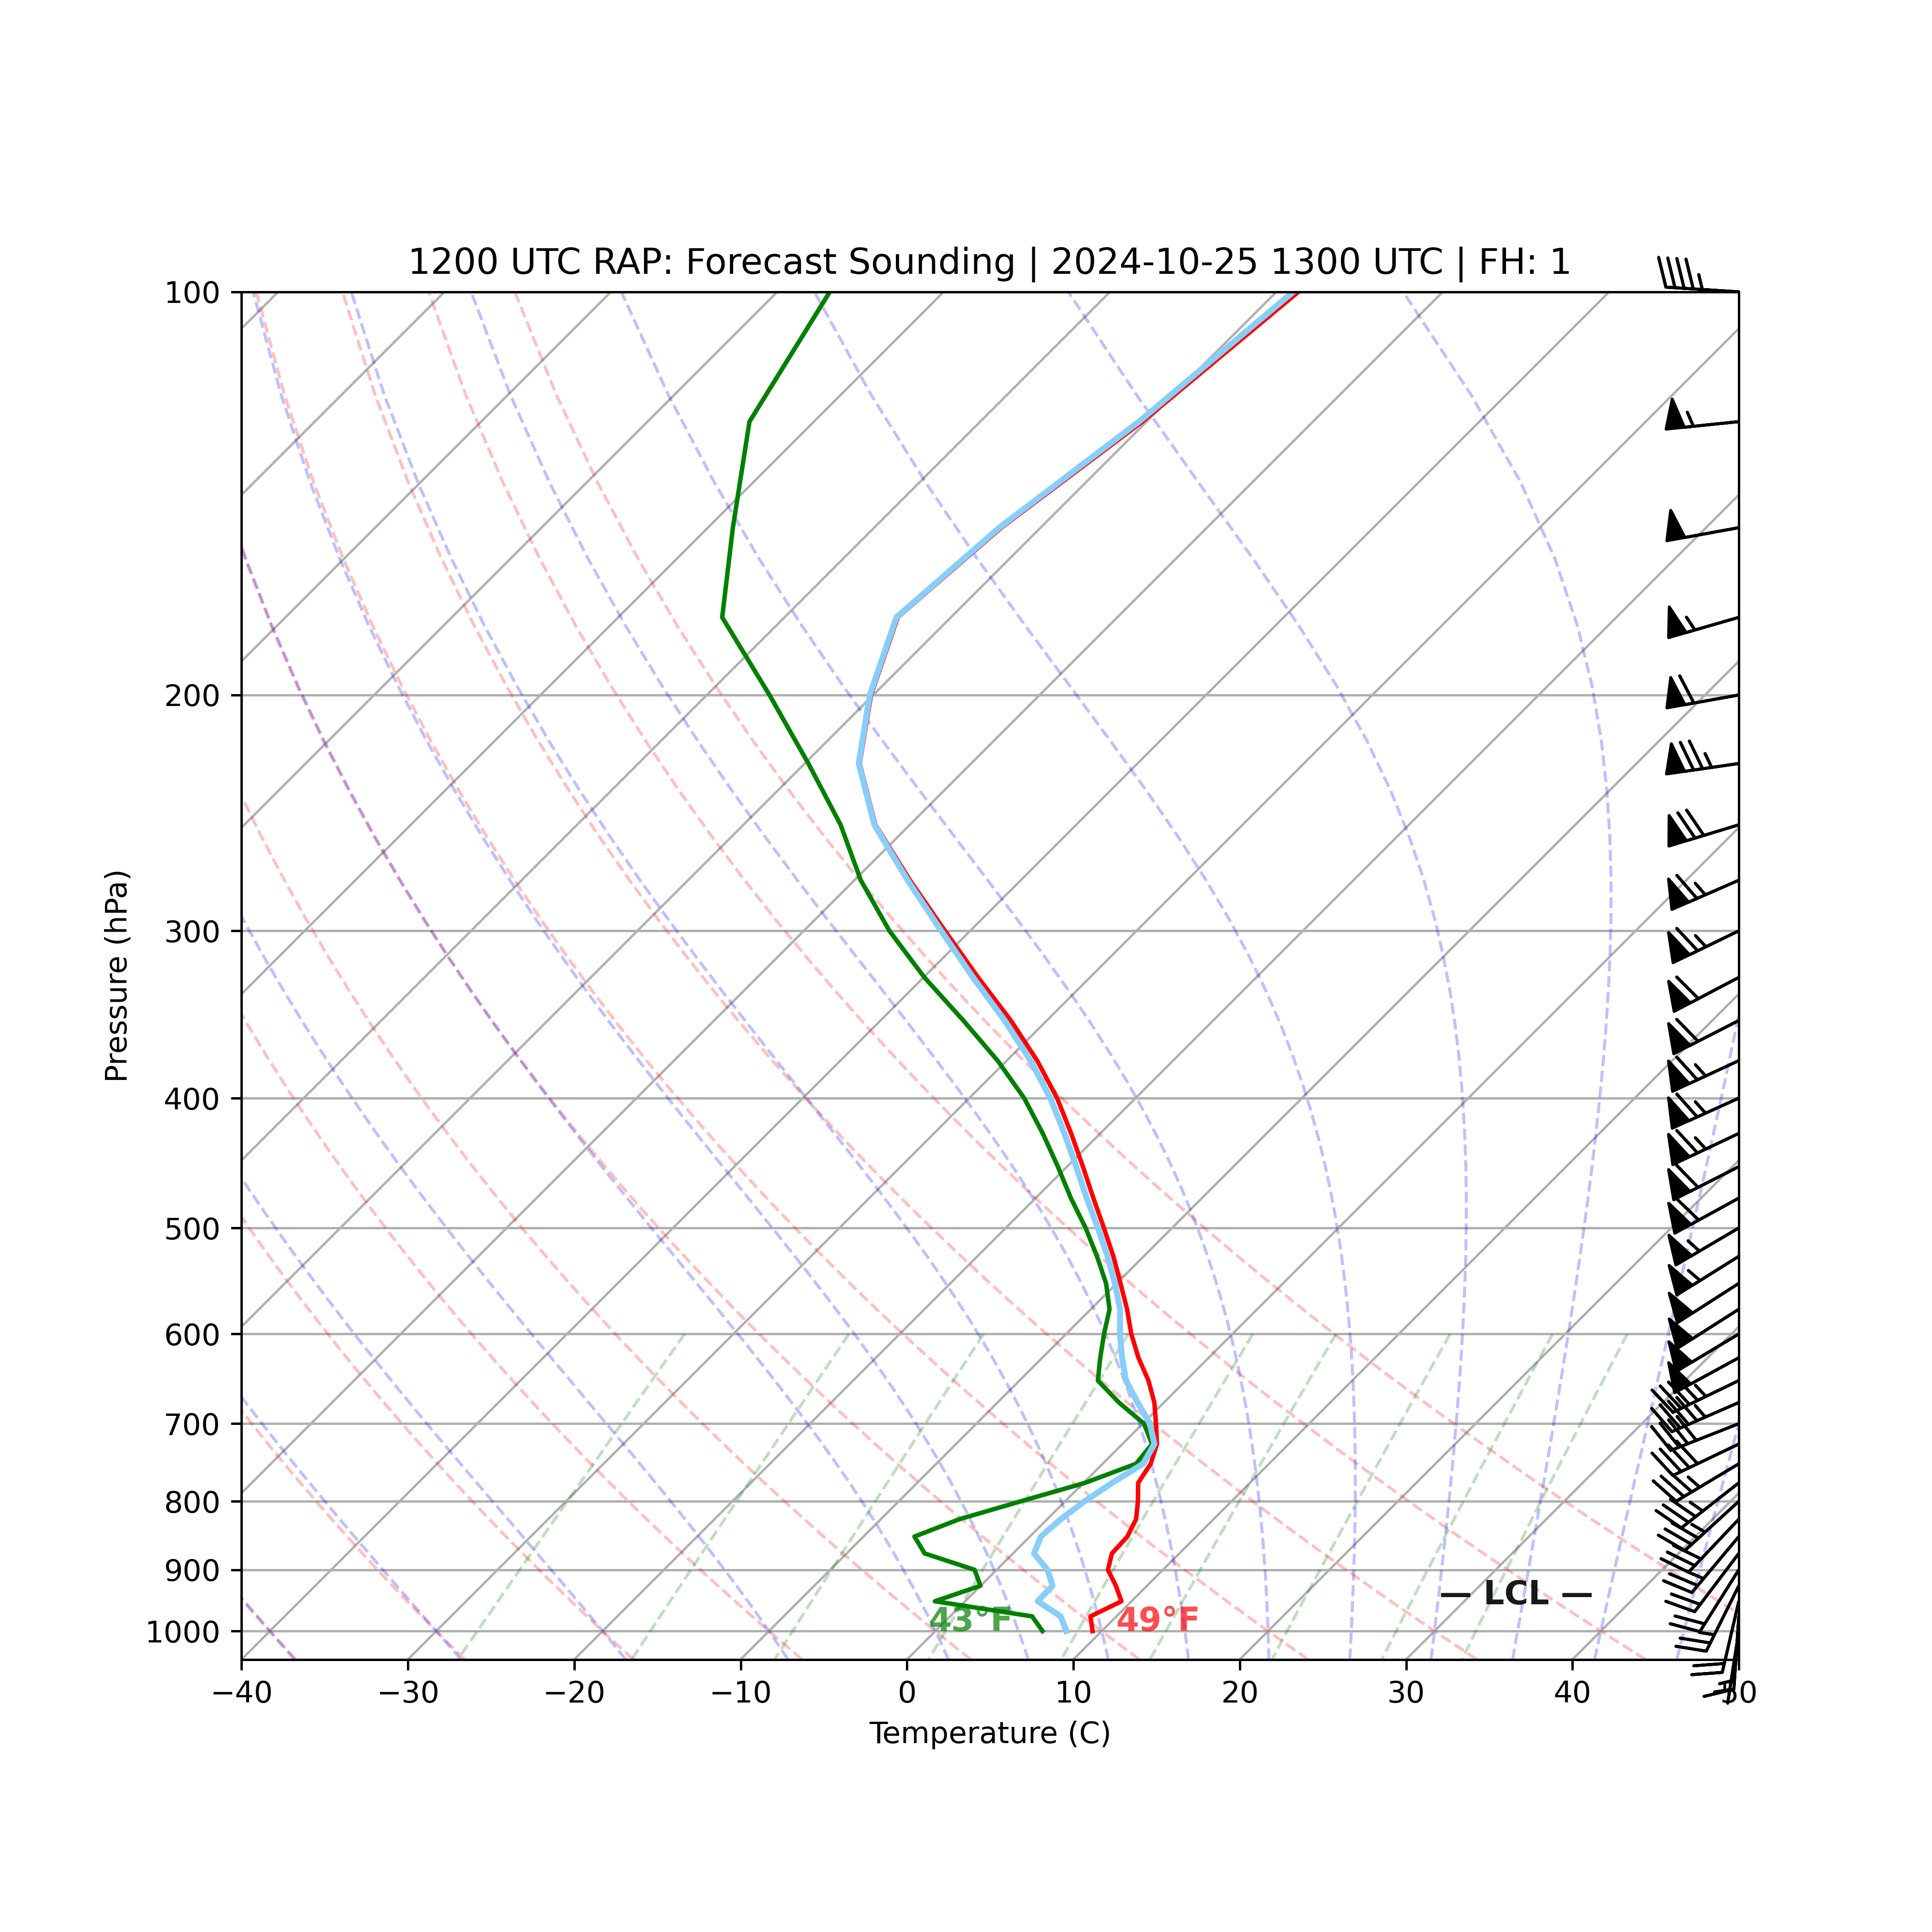 1200 UTC RAP: Forecast Sounding | 2024-10-25 1300 UTC | FH: 1
100
200
300
400
500
600
700
800
900
1000
Pressure (hPa)
— LCL —
43°F
49°F
−40 −30 −20 −10 0 10 20 30 40 50
Temperature (C)